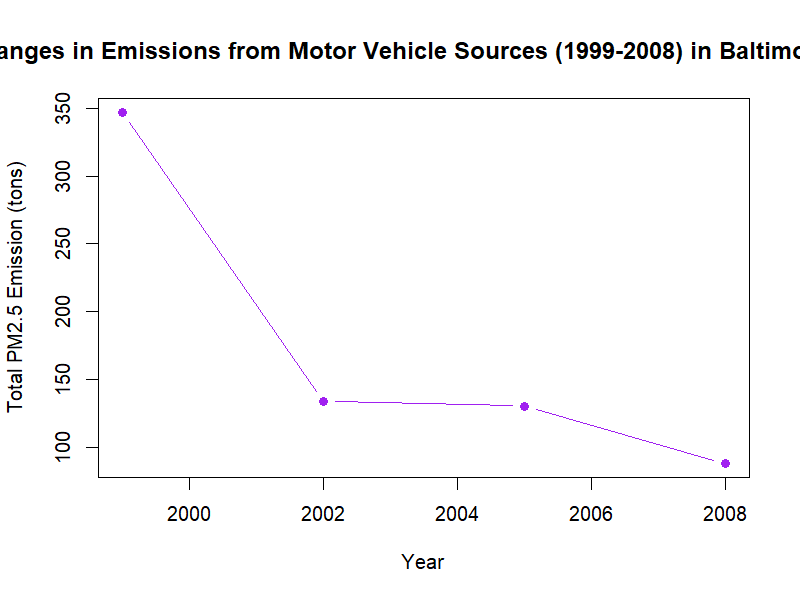 anges in Emissions from Motor Vehicle Sources (1999-2008) in Baltimo
Total PM2.5 Emission (tons)
350
300
250
200
150
100
2000 2002 2004 2006 2008
Year